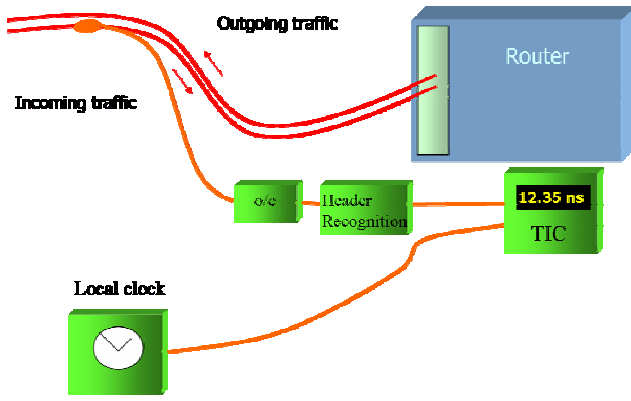 Outgoing traffic
Router
Incoming traffic
o/e
Header
Recognition
12.35 ns
TIC
Local clock